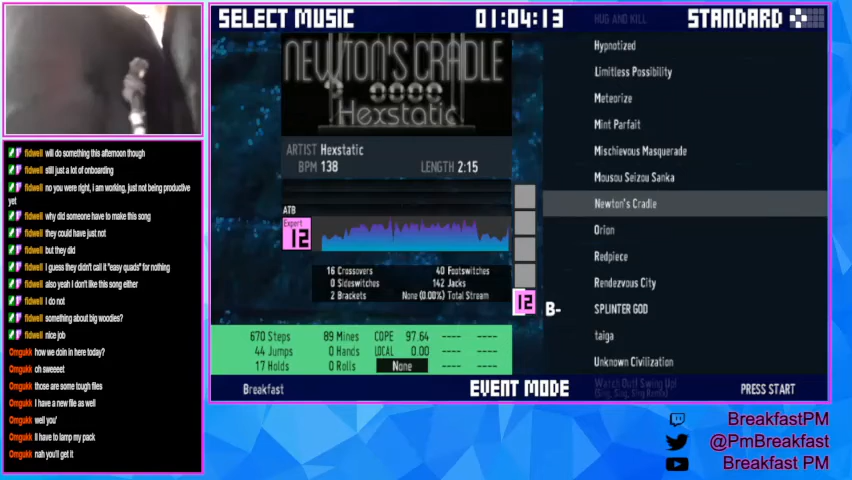 SELECT MUSIC
01:04:13
STANDARD
NEWTON'S CRADLE
Hexstatic
ARTIST Hexstatic
BPM 138
LENGTH 2:15
ATB
Expert
12
16 Crossovers
40 Footswitches
0 Sideswitches
142 Jacks
2 Brackets
None (0.00%) Total Stream
12
B-
670 Steps
89 Mines
COPE 97.64
44 Jumps
0 Hands
LOCAL 0.00
17 Holds
0 Rolls
None
Breakfast
EVENT MODE
PRESS START
HUG AND KILL
Hypnotized
Limitless Possibility
Meteorize
Mint Parfait
Mischievous Masquerade
Mousou Seizou Sanka
Newton's Cradle
Orion
Redpiece
Rendezvous City
SPLINTER GOD
taiga
Unknown Civilization
Watch Out! Swing Up!
(Sing, Sing, Sing Remix)
fidwell will do something this afternoon though
fidwell still just a lot of onboarding
fidwell no you were right, i am working, just not being productive
yet
fidwell why did someone have to make this song
fidwell they could have just not
fidwell but they did
fidwell I guess they didn't call it "easy quads" for nothing
fidwell also yeah I don't like this song either
fidwell I do not
fidwell something about big woodies?
fidwell nice job
Omgukk how we doin in here today?
Omgukk oh sweeeet
Omgukk those are some tough files
Omgukk I have a new file as well
Omgukk well you'
Omgukk ll have to lamp my pack
Omgukk nah you'll get it
BreakfastPM
@PmBreakfast
Breakfast PM